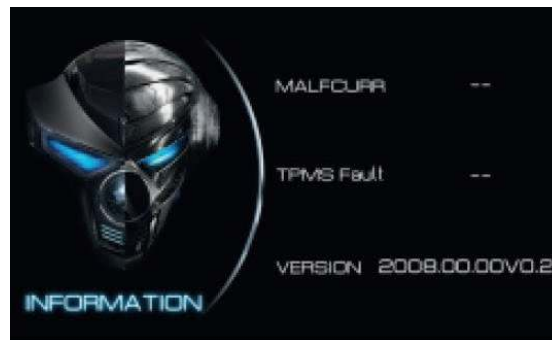 MALFCURR --
TPMS Fault --
VERSION 2008.00.00V0.2
INFORMATION